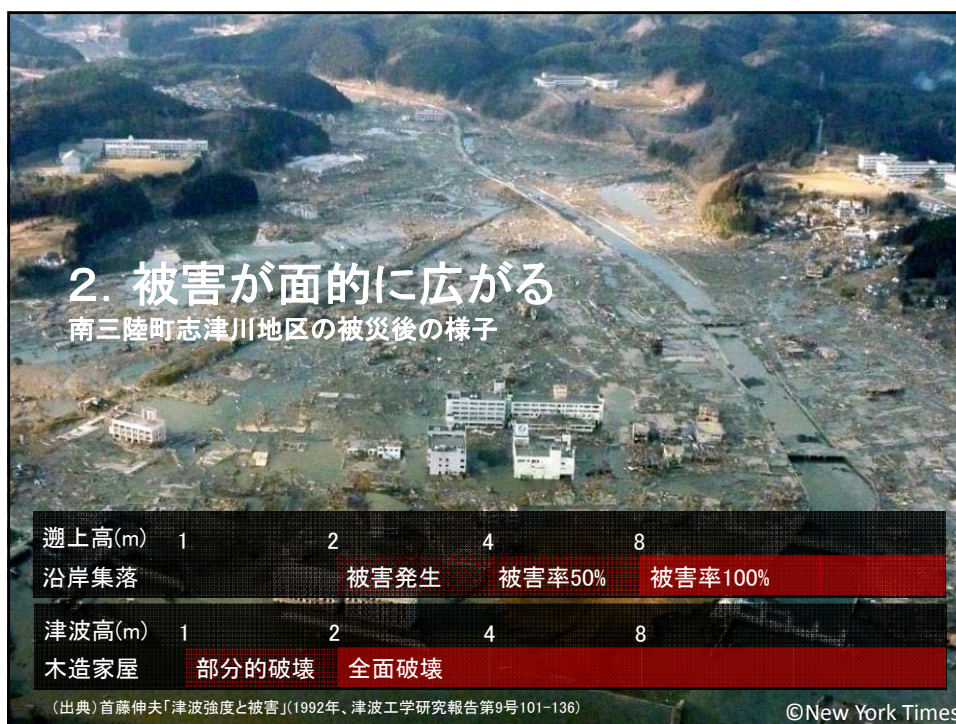 ２．被害が面的に広がる
南三陸町志津川地区の被災後の様子
遡上高(m) 1 2 4 8
沿岸集落 被害発生 被害率50% 被害率100%
津波高(m) 1 2 4 8
木造家屋 部分的破壊 全面破壊
（出典）首藤伸夫「津波強度と被害」(1992年、津波工学研究報告第9号101-136)
©New York Times